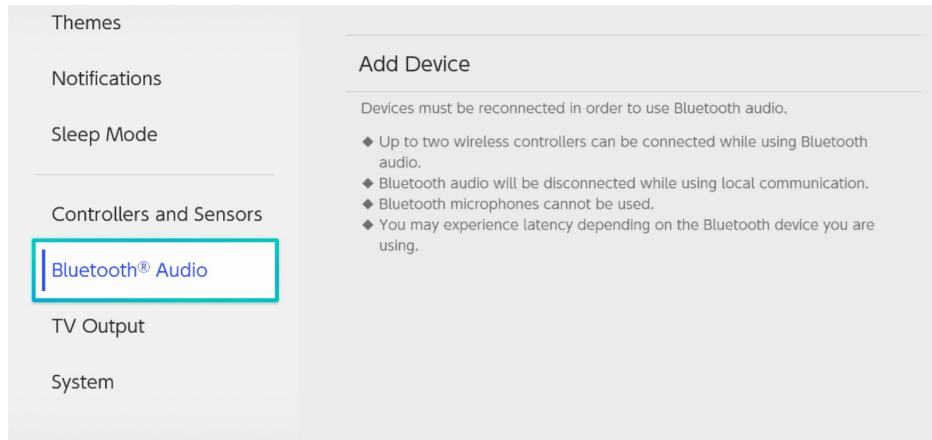 Themes
Notifications
Sleep Mode
Controllers and Sensors
Bluetooth® Audio
TV Output
System
Add Device
Devices must be reconnected in order to use Bluetooth audio.
◆ Up to two wireless controllers can be connected while using Bluetooth
audio.
◆ Bluetooth audio will be disconnected while using local communication.
◆ Bluetooth microphones cannot be used.
◆ You may experience latency depending on the Bluetooth device you are
using.